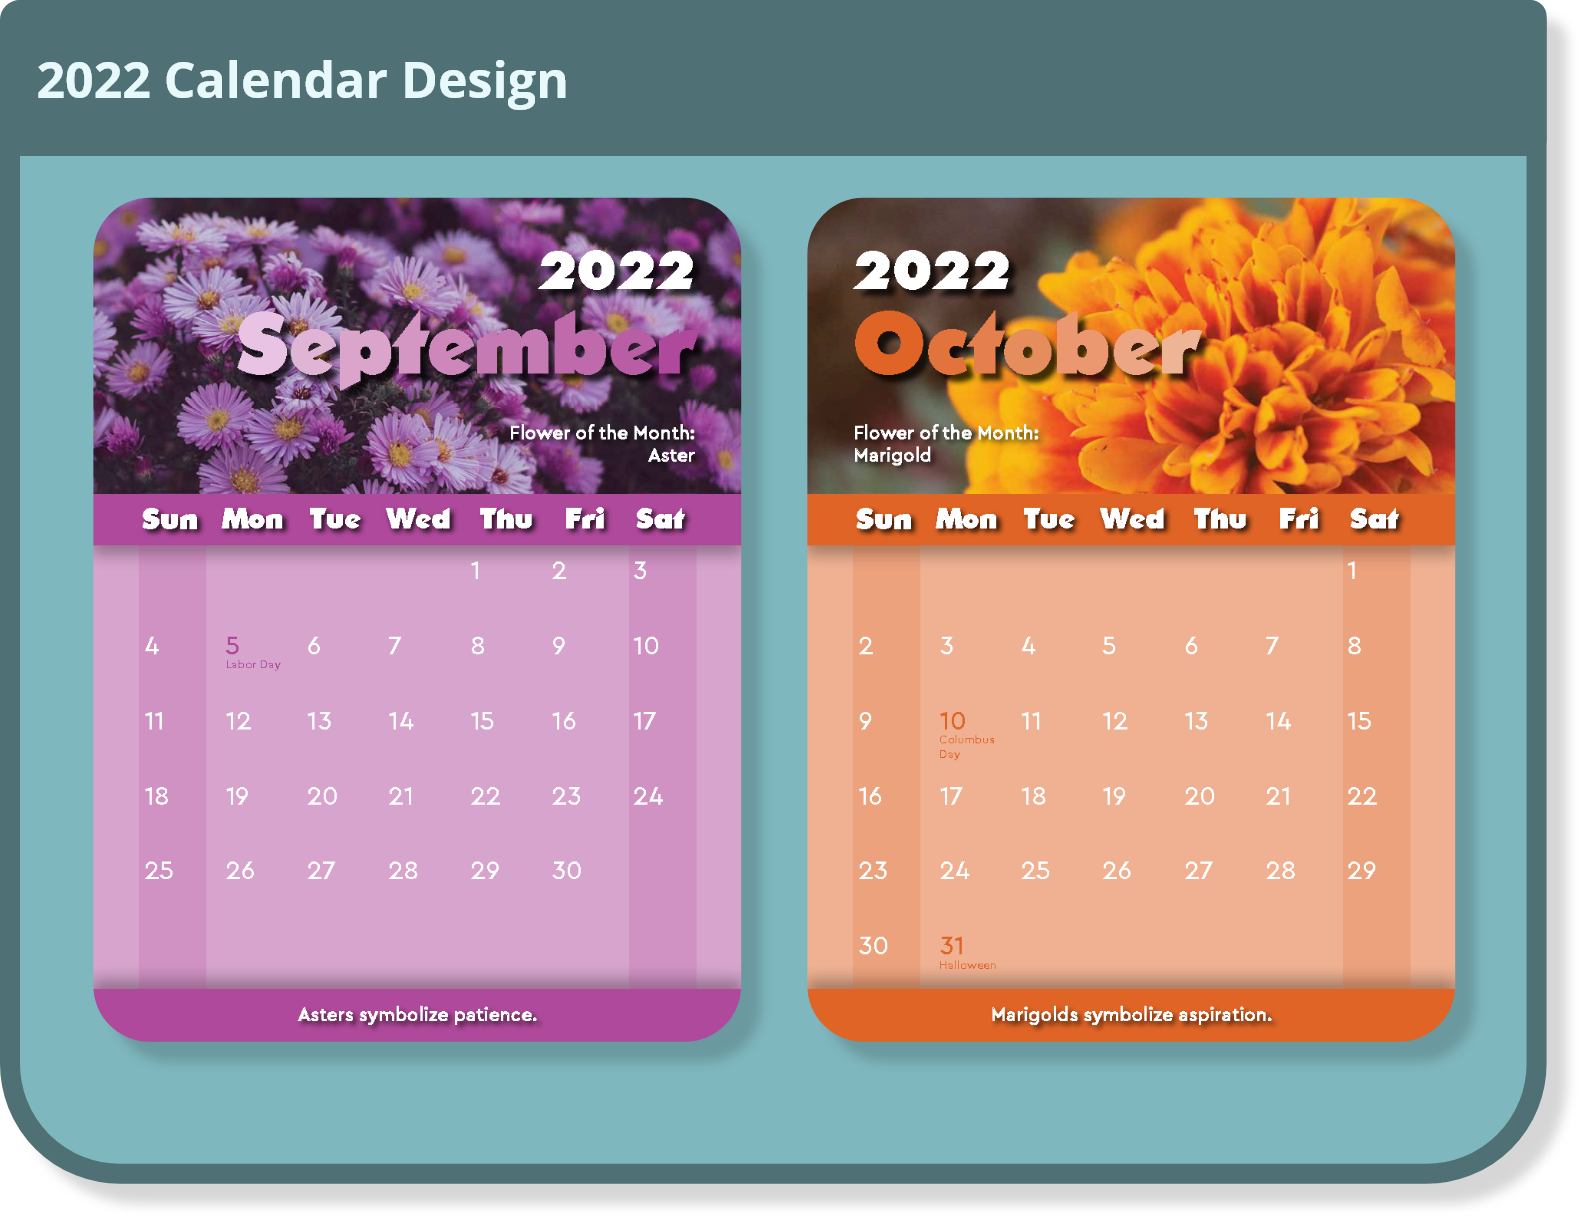 2022 Calendar Design
2022
September
Flower of the Month:
Aster
Sun Mon Tue Wed Thu Fri Sat
1 2 3
4 5 6 7 8 9 10
Labor Day
11 12 13 14 15 16 17
18 19 20 21 22 23 24
25 26 27 28 29 30
Asters symbolize patience.
2022
October
Flower of the Month:
Marigold
Sun Mon Tue Wed Thu Fri Sat
1
2 3 4 5 6 7 8
9 10 11 12 13 14 15
Columbus
Day
16 17 18 19 20 21 22
23 24 25 26 27 28 29
30 31
Halloween
Marigolds symbolize aspiration.